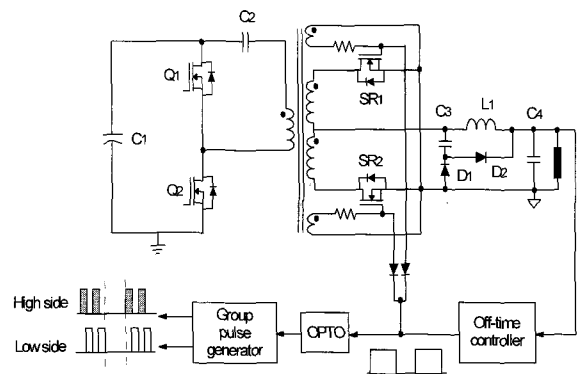 C2
Q1
C1
Q2
SR1
SR2
C3
L1
C4
D1
D2
High side
Low side
Group
pulse
generator
OPTO
Off-time
controller